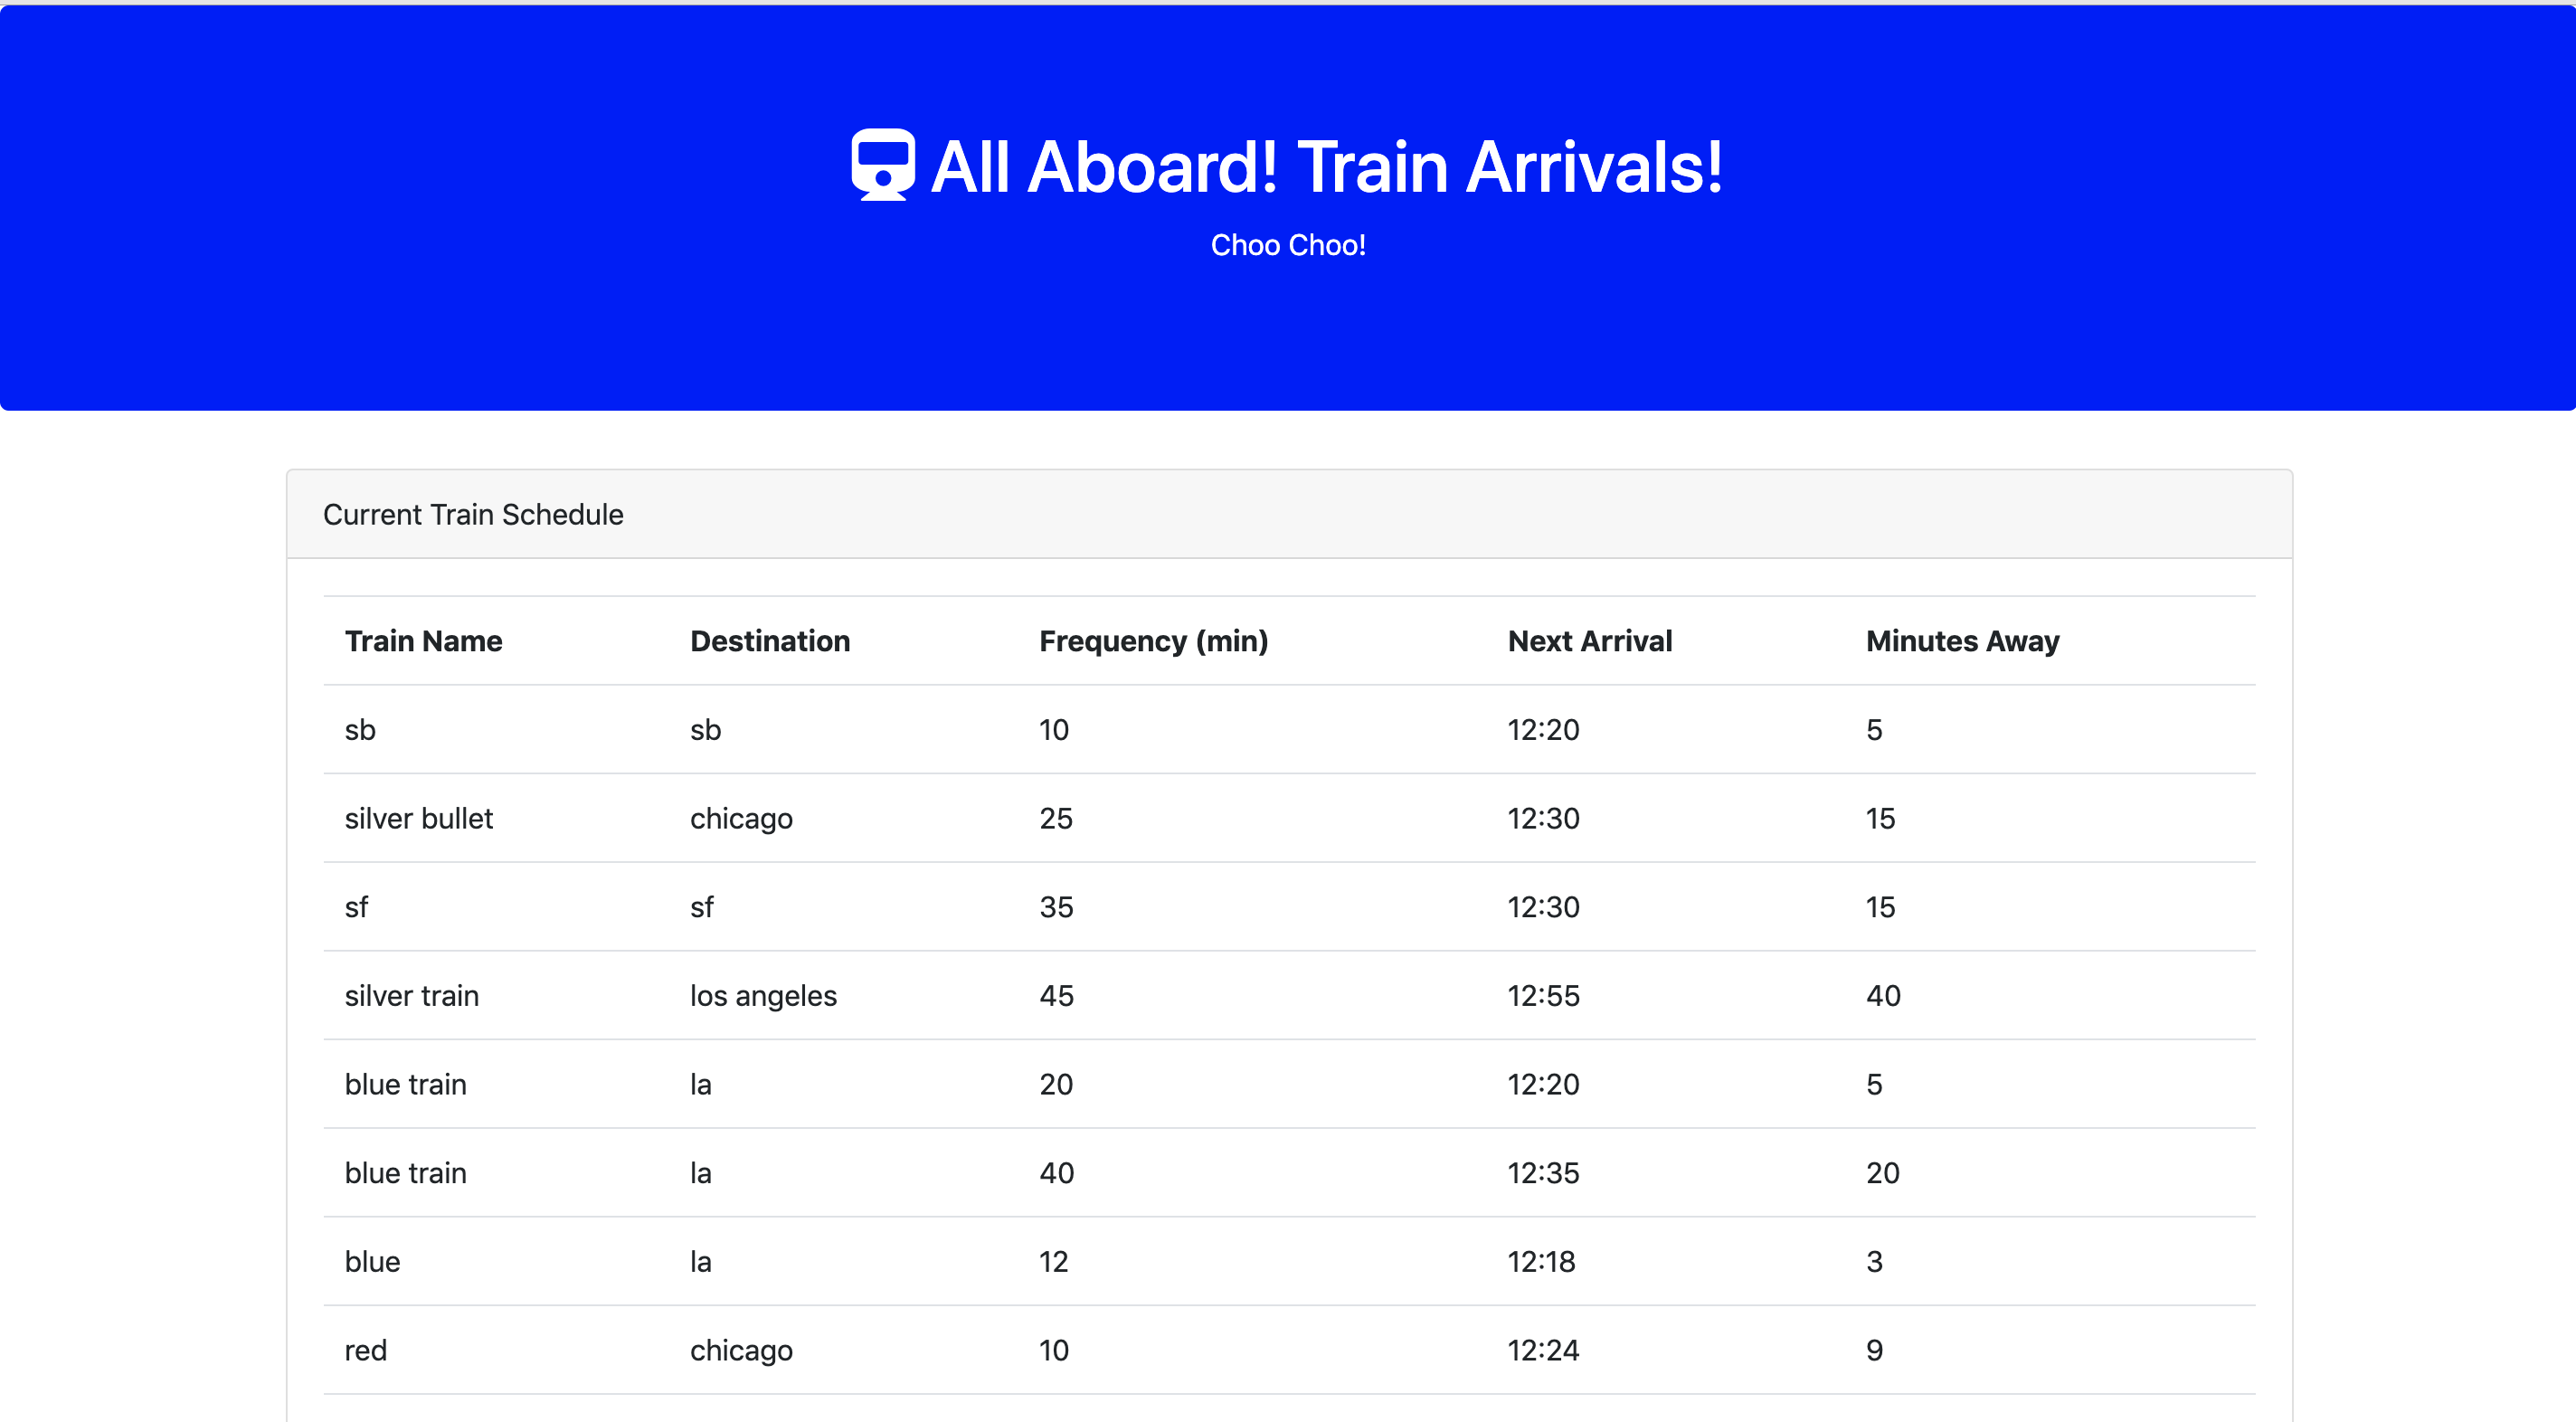 All Aboard! Train Arrivals!
Choo Choo!
Current Train Schedule
Train Name Destination Frequency (min) Next Arrival Minutes Away
sb sb 10 12:20 5
silver bullet chicago 25 12:30 15
sf sf 35 12:30 15
silver train los angeles 45 12:55 40
blue train la 20 12:20 5
blue train la 40 12:35 20
blue la 12 12:18 3
red chicago 10 12:24 9